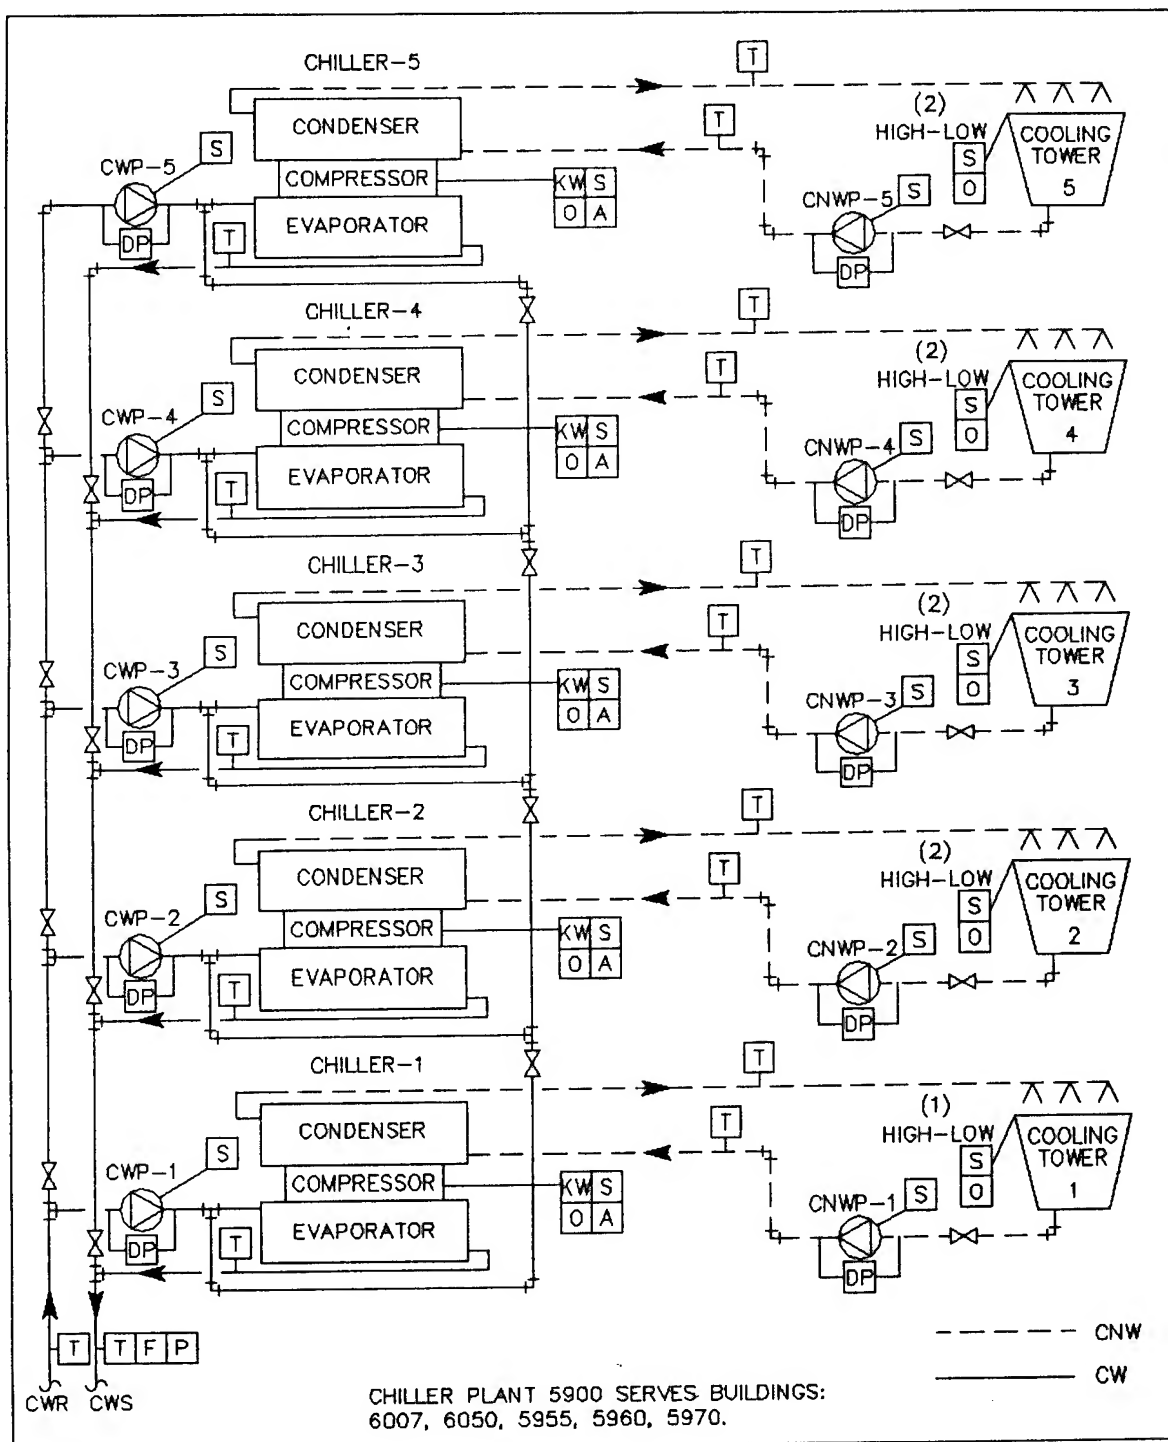 CHILLER-5
T
(2)
HIGH-LOW
S
O
COOLING
TOWER
5
CONDENSER
T
CWP-5
S
COMPRESSOR
KW S
O A
CNWP-5
S
EVAPORATOR
DP
T
DP
CHILLER-4
T
(2)
HIGH-LOW
S
O
COOLING
TOWER
4
CONDENSER
T
CWP-4
S
COMPRESSOR
KW S
O A
CNWP-4
S
EVAPORATOR
DP
T
DP
CHILLER-3
T
(2)
HIGH-LOW
S
O
COOLING
TOWER
3
CONDENSER
T
CWP-3
S
COMPRESSOR
KW S
O A
CNWP-3
S
EVAPORATOR
DP
T
DP
CHILLER-2
T
(2)
HIGH-LOW
S
O
COOLING
TOWER
2
CONDENSER
T
CWP-2
S
COMPRESSOR
KW S
O A
CNWP-2
S
EVAPORATOR
DP
T
DP
CHILLER-1
T
(1)
HIGH-LOW
S
O
COOLING
TOWER
1
CONDENSER
T
CWP-1
S
COMPRESSOR
KW S
O A
CNWP-1
S
EVAPORATOR
DP
T
DP
T
T F P
CNW
CW
CWR CWS
CHILLER PLANT 5900 SERVES BUILDINGS:
6007, 6050, 5955, 5960, 5970.